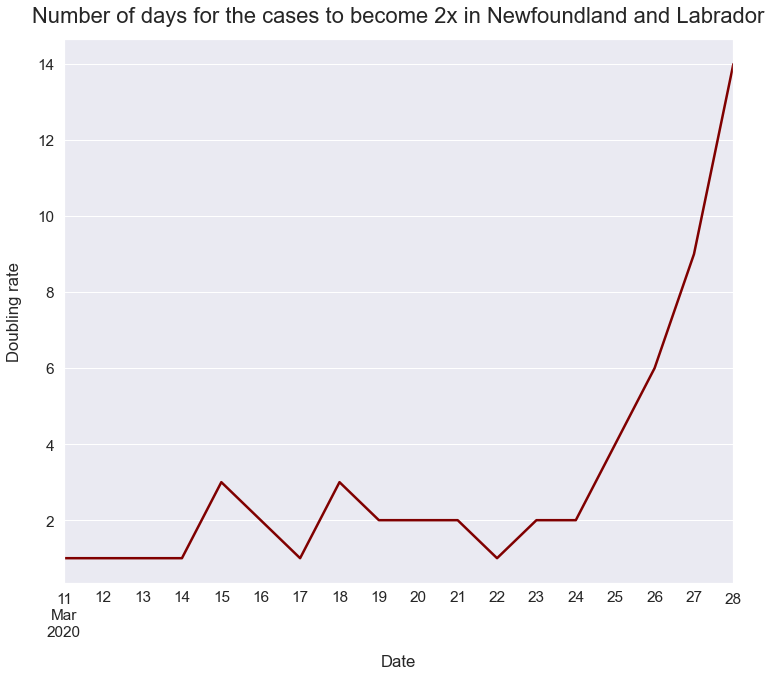 Number of days for the cases to become 2x in Newfoundland and Labrador
14
12
10
8
6
4
2
Doubling rate
11 12 13 14 15 16 17 18 19 20 21 22 23 24 25 26 27 28
Mar
2020
Date